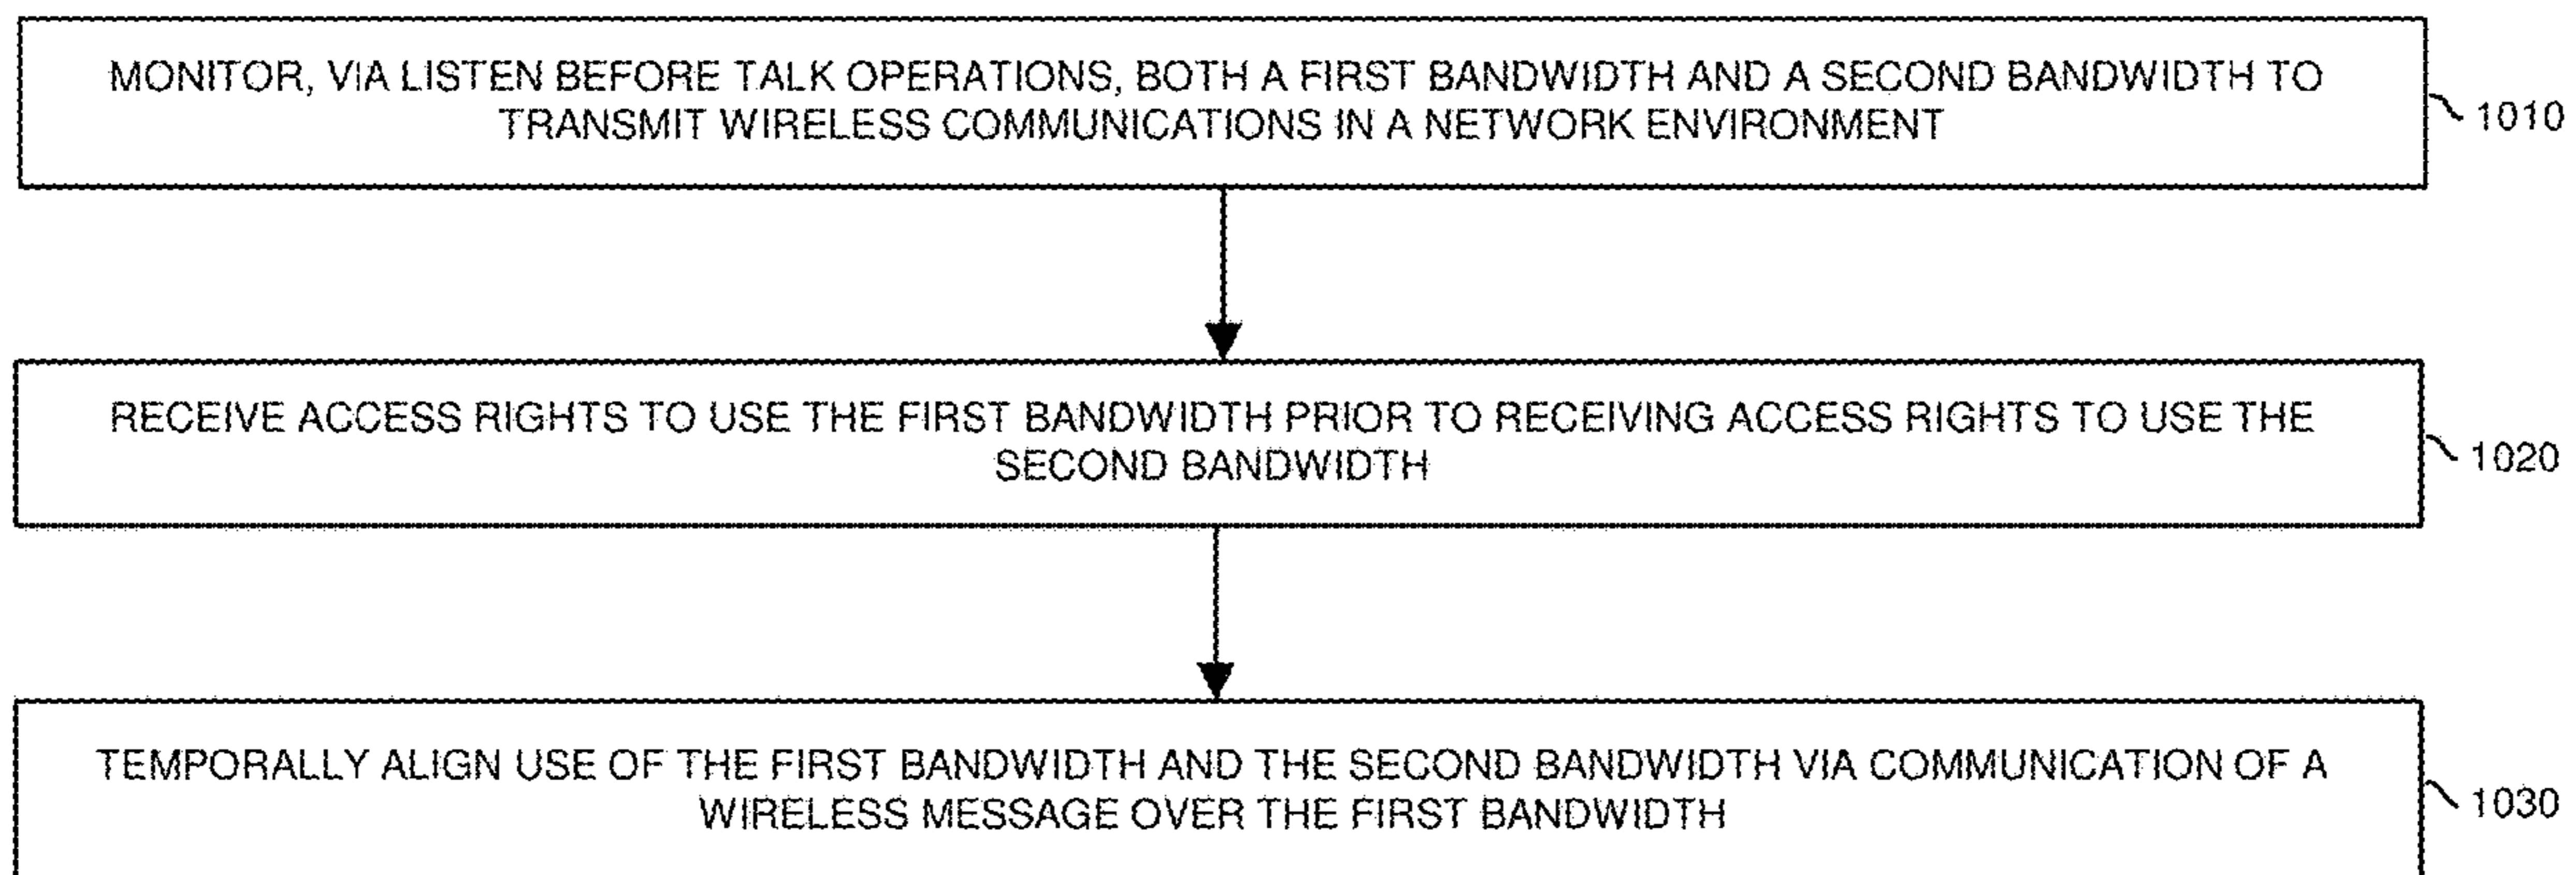 MONITOR, VIA LISTEN BEFORE TALK OPERATIONS, BOTH A FIRST BANDWIDTH AND A SECOND BANDWIDTH TO
TRANSMIT WIRELESS COMMUNICATIONS IN A NETWORK ENVIRONMENT
1010
RECEIVE ACCESS RIGHTS TO USE THE FIRST BANDWIDTH PRIOR TO RECEIVING ACCESS RIGHTS TO USE THE
SECOND BANDWIDTH
1020
TEMPORALLY ALIGN USE OF THE FIRST BANDWIDTH AND THE SECOND BANDWIDTH VIA COMMUNICATION OF A
WIRELESS MESSAGE OVER THE FIRST BANDWIDTH
1030